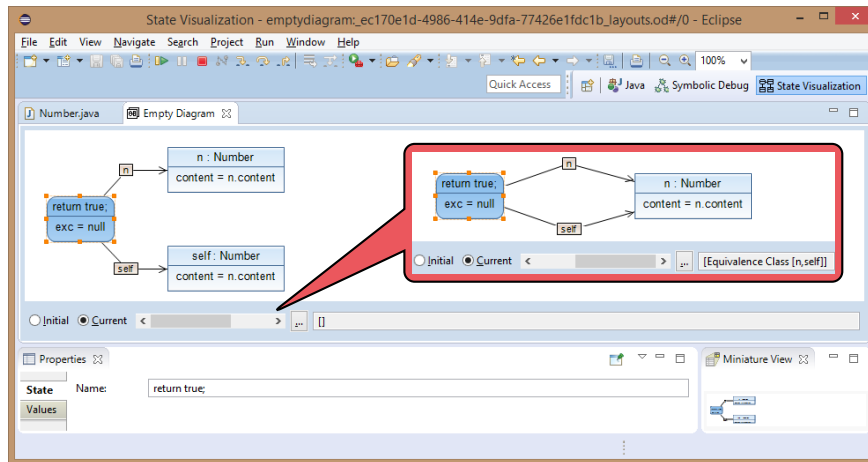 State Visualization - emptydiagram:_ec170e1d-4986-414e-9dfa-77426e1fdc1b_layouts.od#/0 - Eclipse
File Edit View Navigate Search Project Run Window Help
100%
Quick Access Java Symbolic Debug State Visualization
Number.java Empty Diagram
n : Number
content = n.content
n
return true;
exc = null
self
self : Number
content = n.content
n
return true;
exc = null
n : Number
content = n.content
self
Initial Current < > ... [Equivalence Class [n,self]]
Initial Current < > ... []
Properties
Miniature View
State
Name: return true;
Values